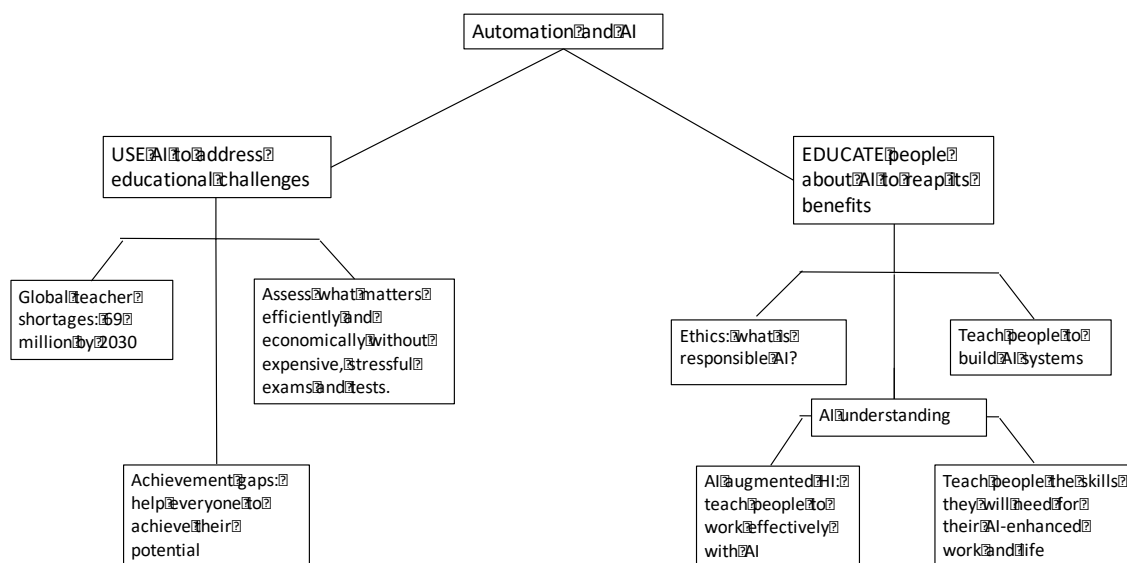 Automation and AI
USE AI to address
educational challenges
EDUCATE people
about AI to reap its
benefits
Global teacher
shortages: 69
million by 2030
Assess what matters
efficiently and
economically without
expensive, stressful
exams and tests.
Achievement gaps:
help everyone to
achieve their
potential
Ethics: what is
responsible AI?
Teach people to
build AI systems
AI understanding
AI augmented HI:
teach people to
work effectively
with AI
Teach people the skills
they will need for
their AI-enhanced
work and life